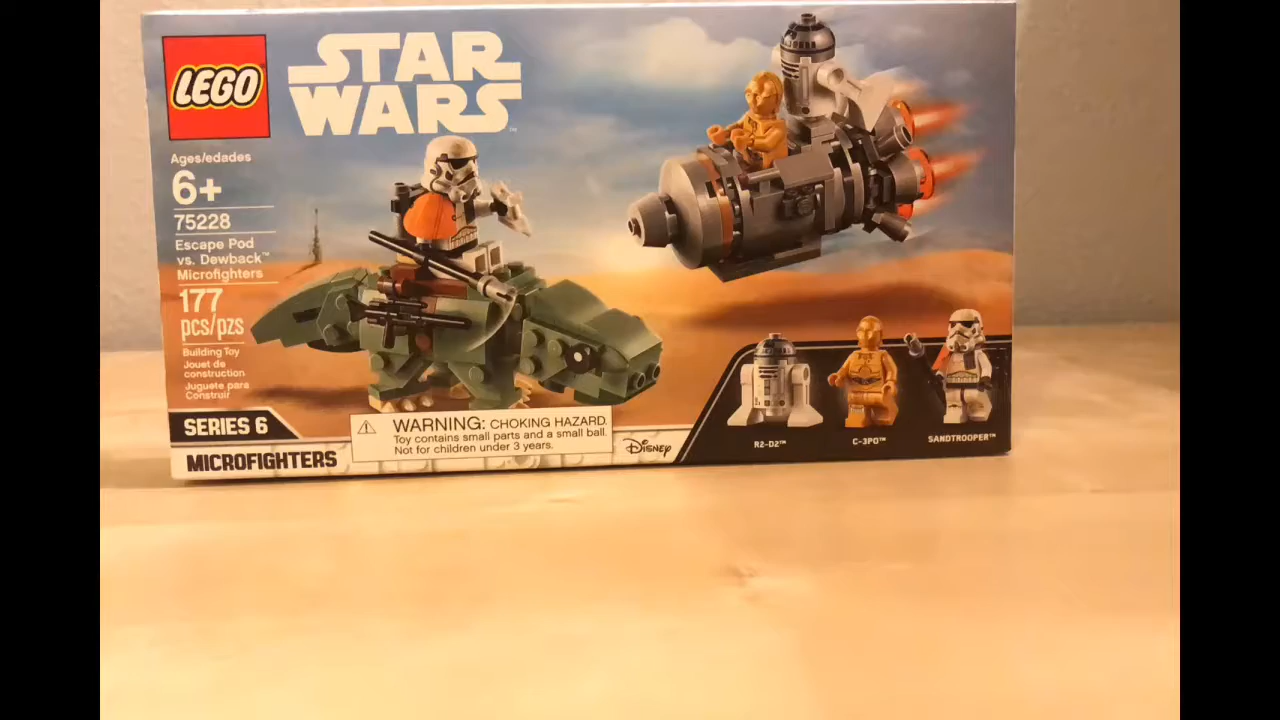 LEGO
STAR
WARS
™
Ages/edades
6+
75228
Escape Pod
vs. Dewback™
Microfighters
177
pcs/pzs
Building Toy
Jouet de
construction
Juguete para
Construir
SERIES 6
MICROFIGHTERS
WARNING: CHOKING HAZARD.
Toy contains small parts and a small ball.
Not for children under 3 years.
Disney
R2-D2™
C-3PO™
SANDTROOPER™